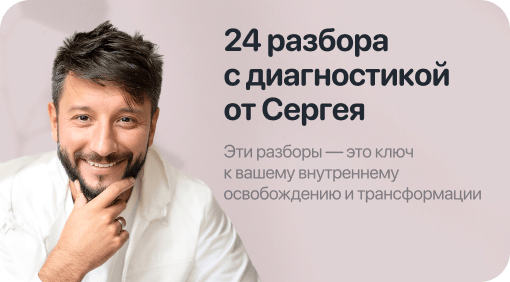 24 разбора
с диагностикой
от Сергея
Эти разборы — это ключ
к вашему внутреннему
освобождению и трансформации